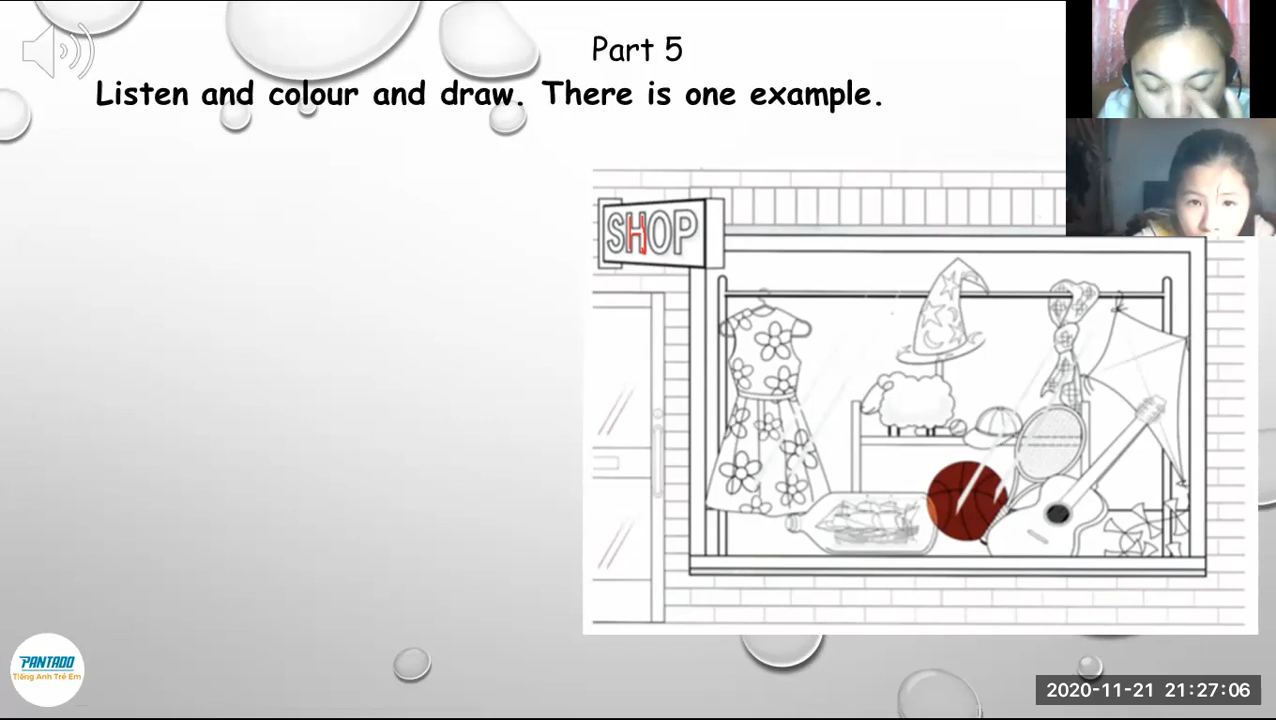 Part 5
Listen and colour and draw. There is one example.
SHOP
PANTADO
Tiếng Anh Trẻ Em
2020-11-21 21:27:06